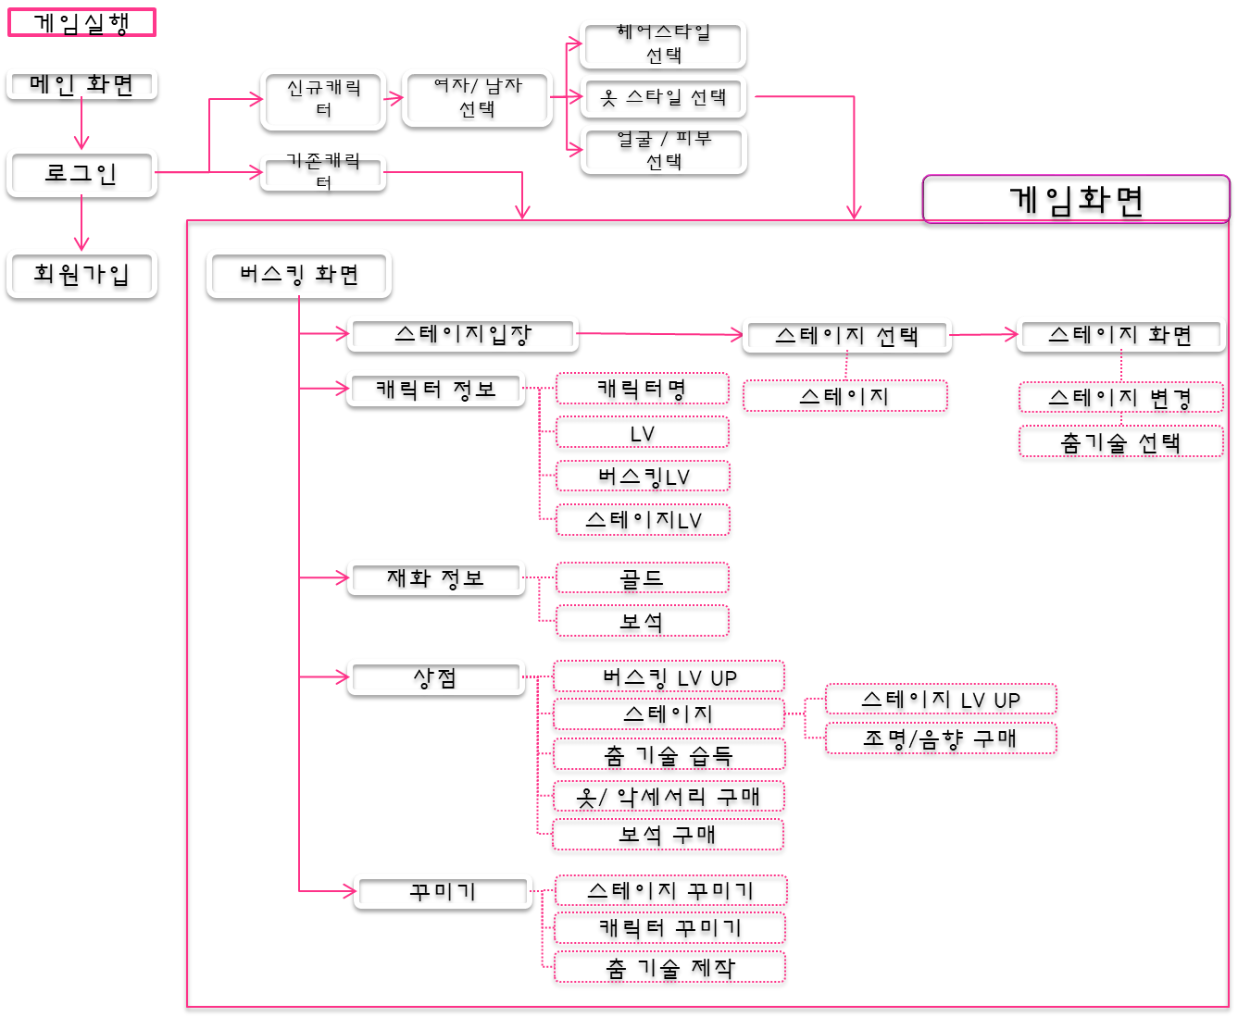 게임실행
메인 화면
로그인
회원가입
신규캐릭
터
기존캐릭
터
여자/ 남자
선택
헤어스타일
선택
옷 스타일 선택
얼굴 / 피부
선택
게임화면
버스킹 화면
스테이지입장
스테이지 선택
스테이지 화면
스테이지
스테이지 변경
춤기술 선택
캐릭터 정보
캐릭터명
LV
버스킹LV
스테이지LV
재화 정보
골드
보석
상점
버스킹 LV UP
스테이지
스테이지 LV UP
조명/음향 구매
춤 기술 습득
옷/ 악세서리 구매
보석 구매
꾸미기
스테이지 꾸미기
캐릭터 꾸미기
춤 기술 제작